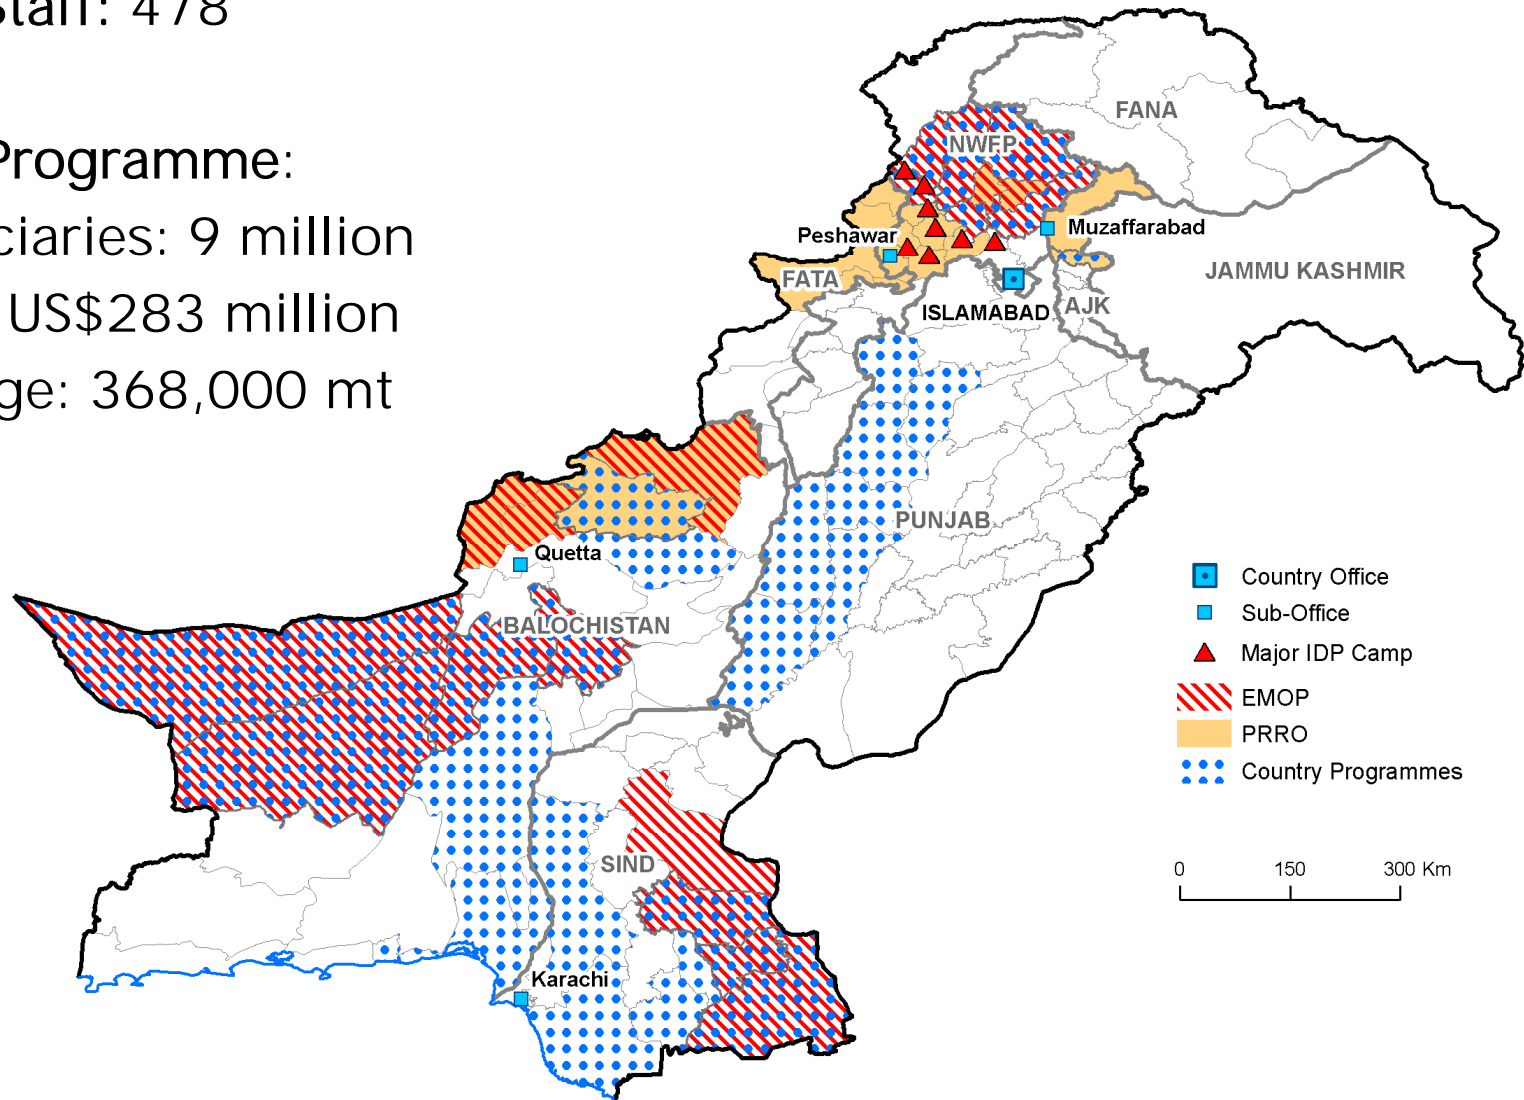 Staff: 478
Programme:
ciaries: 9 million
US$283 million
ge: 368,000 mt
FANA
NWFP
Peshawar
Muzaffarabad
FATA
JAMMU KASHMIR
ISLAMABAD
AJK
PUNJAB
Quetta
BALOCHISTAN
SIND
Karachi
Country Office
Sub-Office
Major IDP Camp
EMOP
PRRO
Country Programmes
0 150 300 Km